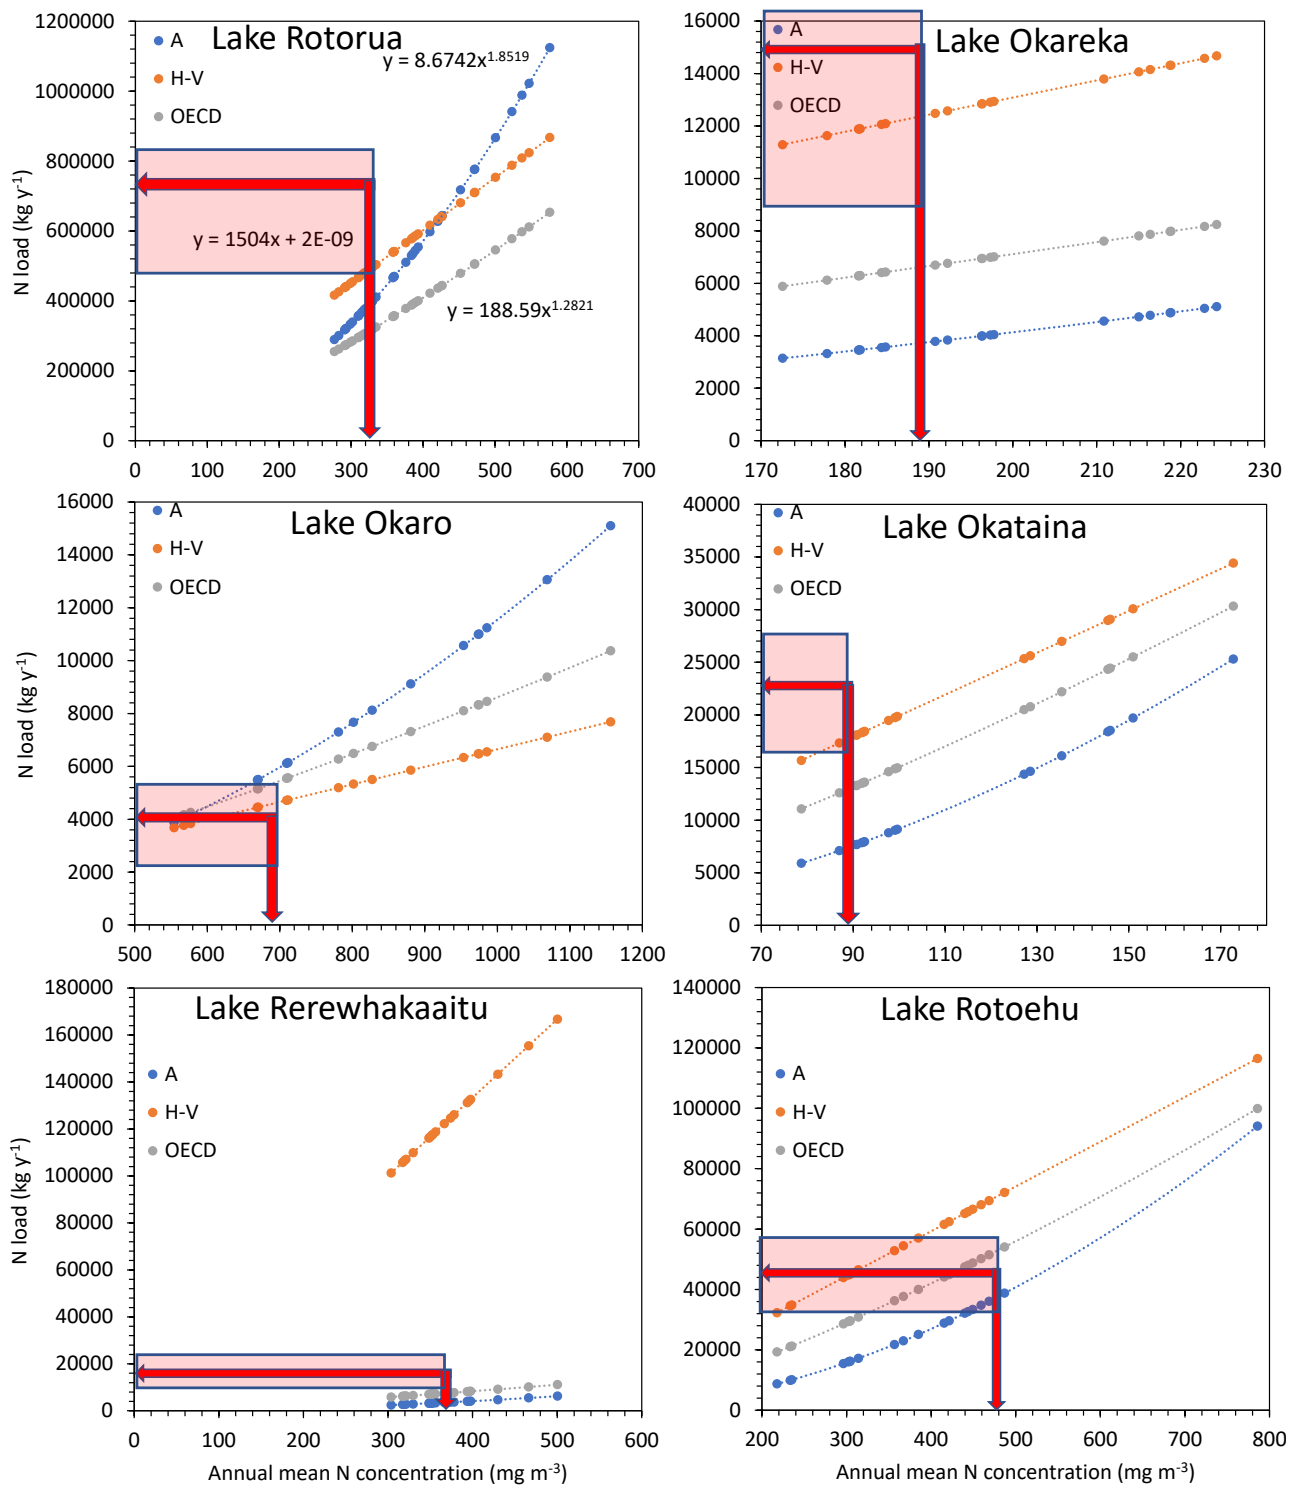 Lake Rotorua
A
H-V
OECD
y = 8.6742x^1.8519
y = 1504x + 2E-09
y = 188.59x^1.2821
N load (kg y-1)
1200000
1000000
800000
600000
400000
200000
0
0 100 200 300 400 500 600 700
Lake Okareka
A
H-V
OECD
16000
14000
12000
10000
8000
6000
4000
2000
0
170 180 190 200 210 220 230
Lake Okaro
A
H-V
OECD
N load (kg y-1)
16000
14000
12000
10000
8000
6000
4000
2000
0
500 600 700 800 900 1000 1100 1200
Lake Okataina
A
H-V
OECD
40000
35000
30000
25000
20000
15000
10000
5000
0
70 90 110 130 150 170
Lake Rerewhakaaitu
A
H-V
OECD
N load (kg y-1)
180000
160000
140000
120000
100000
80000
60000
40000
20000
0
0 100 200 300 400 500 600
Annual mean N concentration (mg m-3)
Lake Rotoehu
A
H-V
OECD
140000
120000
100000
80000
60000
40000
20000
0
200 300 400 500 600 700 800
Annual mean N concentration (mg m-3)